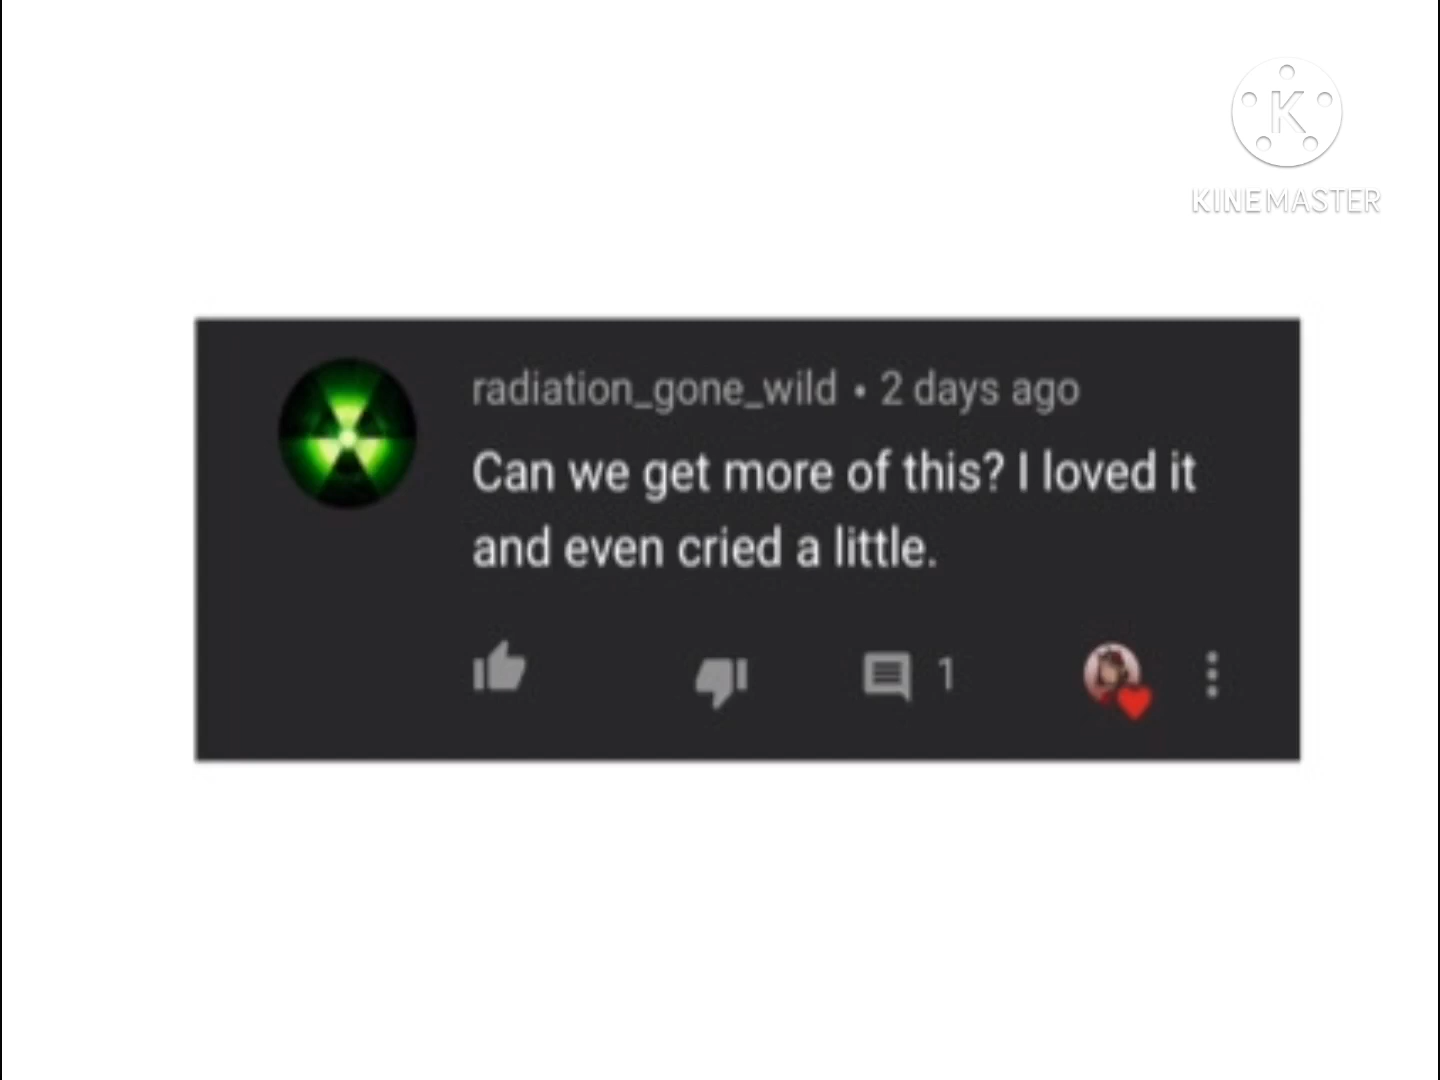 K
KINEMASTER
radiation_gone_wild • 2 days ago
Can we get more of this? I loved it
and even cried a little.
1